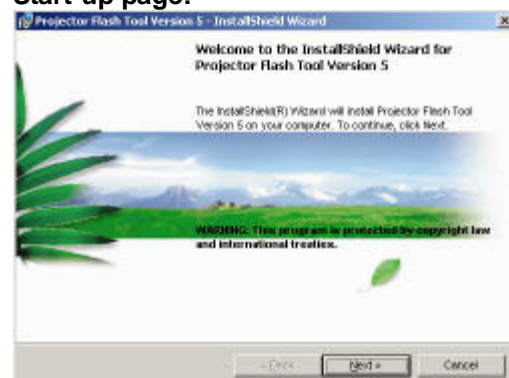 Start-up page:
Projector Flash Tool Version 5 - InstallShield Wizard
Welcome to the InstallShield Wizard for
Projector Flash Tool Version 5
The InstallShield(R) Wizard will install Projector Flash Tool
Version 5 on your computer. To continue, click Next.
WARNING: This program is protected by copyright law
and international treaties.
< Back Next > Cancel